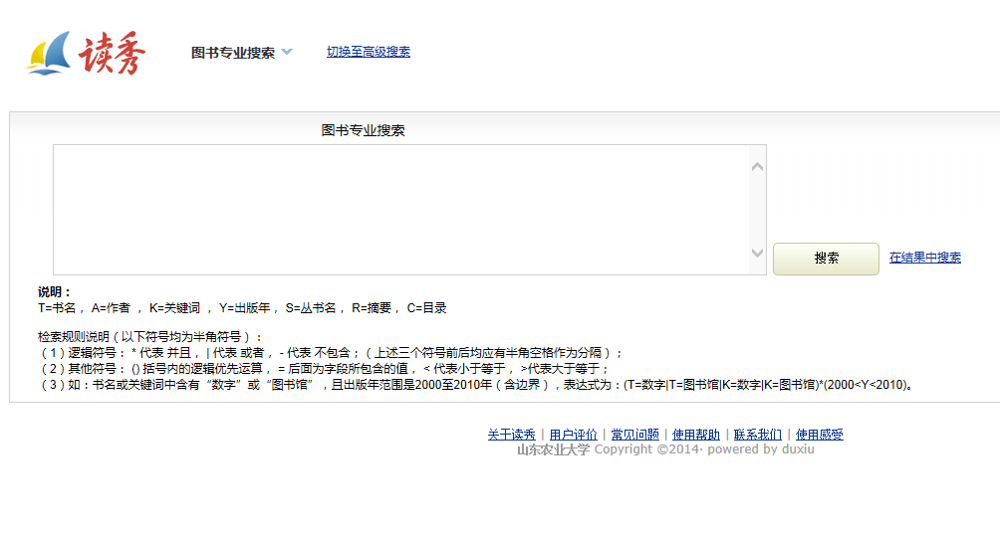 读秀
图书专业搜索 切换至高级搜索
图书专业搜索
搜索 在结果中搜索
说明：
T=书名， A=作者 ， K=关键词 ， Y=出版年， S=丛书名， R=摘要， C=目录
检索规则说明（以下符号均为半角符号）：
（1）逻辑符号： * 代表 并且， | 代表 或者， - 代表 不包含；（上述三个符号前后均应有半角空格作为分隔）；
（2）其他符号： () 括号内的逻辑优先运算， = 后面为字段所包含的值， < 代表小于等于， >代表大于等于；
（3）如：书名或关键词中含有“数字”或“图书馆”，且出版年范围是2000至2010年（含边界），表达式为：(T=数字|T=图书馆|K=数字|K=图书馆)*(2000<Y<2010)。
关于读秀 | 用户评价 | 常见问题 | 使用帮助 | 联系我们 | 使用感受
山东农业大学 Copyright ©2014· powered by duxiu